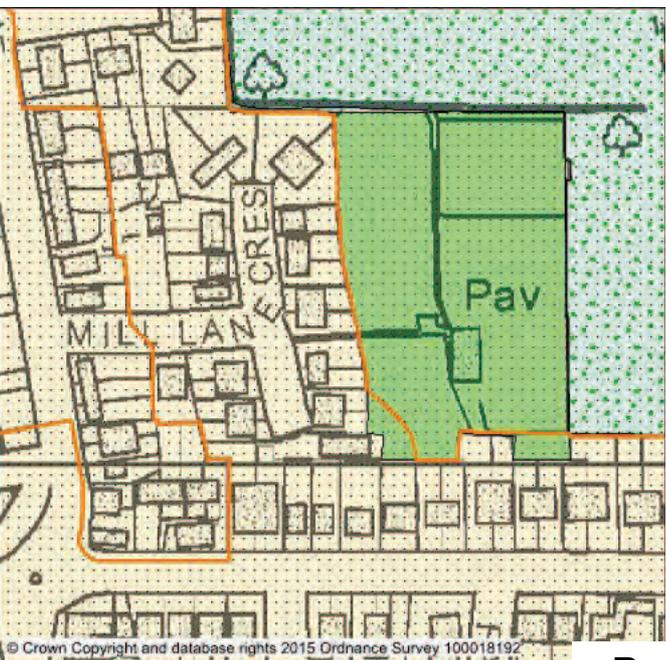 Pav
CRES
MILL LANE
© Crown Copyright and database rights 2015 Ordnance Survey 100018192